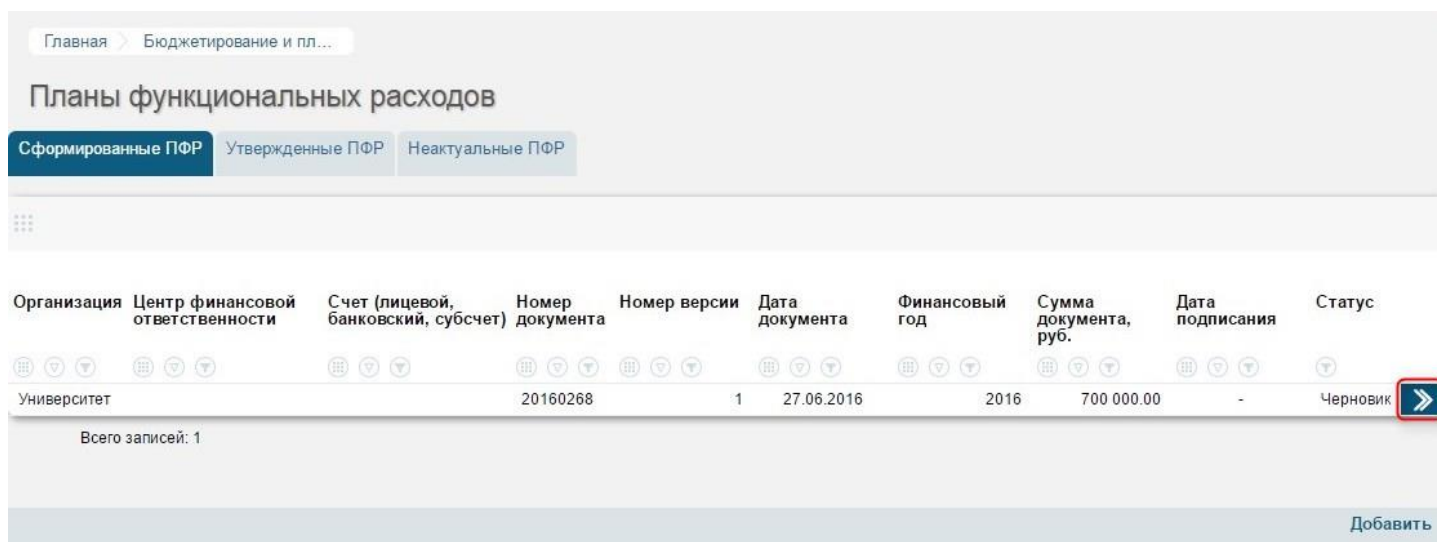 Главная Бюджетирование и пл...
Планы функциональных расходов
Сформированные ПФР Утвержденные ПФР Неактуальные ПФР
Организация Центр финансовой Счет (лицевой, Номер Номер версии Дата Финансовый Сумма Дата Статус
ответственности банковский, субсчет) документа документа год документа, подписания
руб.
Университет 20160268 1 27.06.2016 2016 700 000.00 - Черновик
Всего записей: 1
Добавить